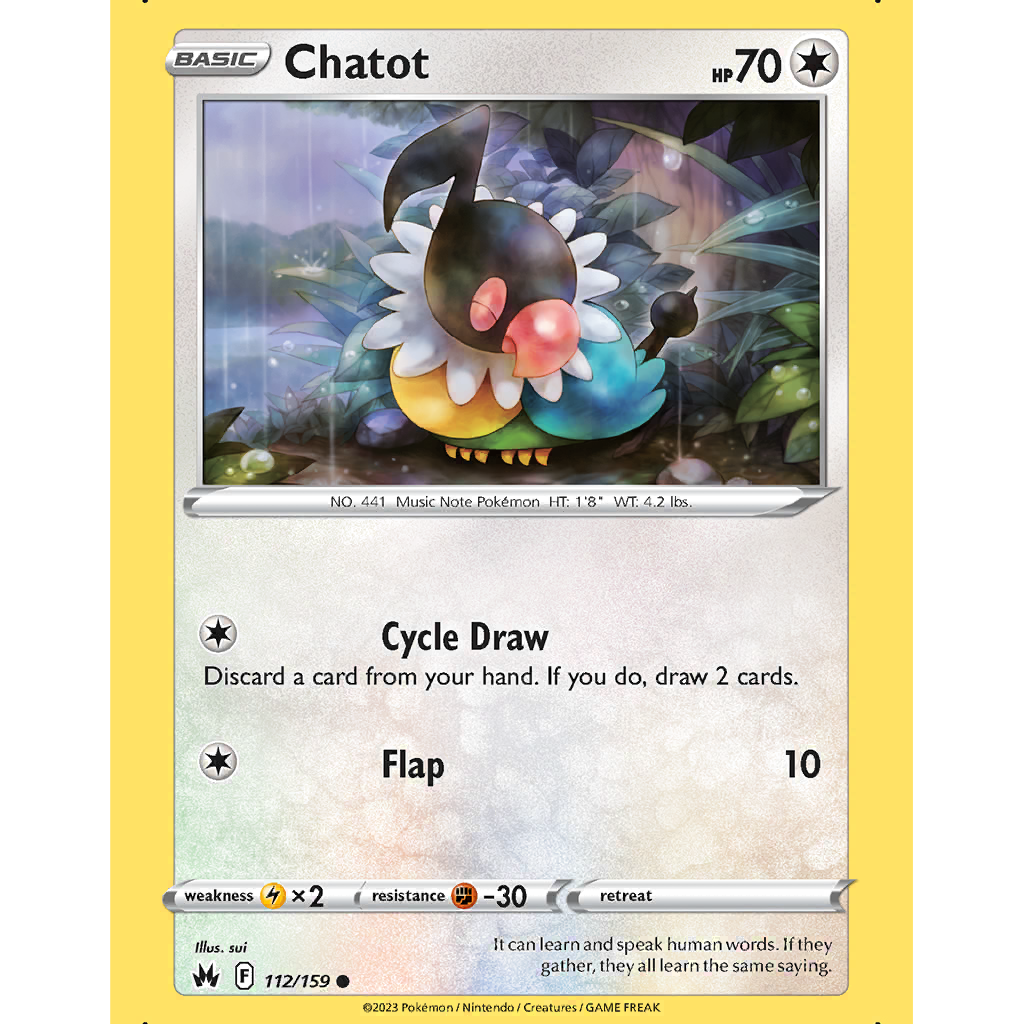 BASIC Chatot HP 70
NO. 441 Music Note Pokémon HT: 1'8" WT: 4.2 lbs.
Cycle Draw
Discard a card from your hand. If you do, draw 2 cards.
Flap 10
weakness ×2 resistance -30 retreat
Illus. sui
It can learn and speak human words. If they
gather, they all learn the same saying.
F 112/159
©2023 Pokémon / Nintendo / Creatures / GAME FREAK